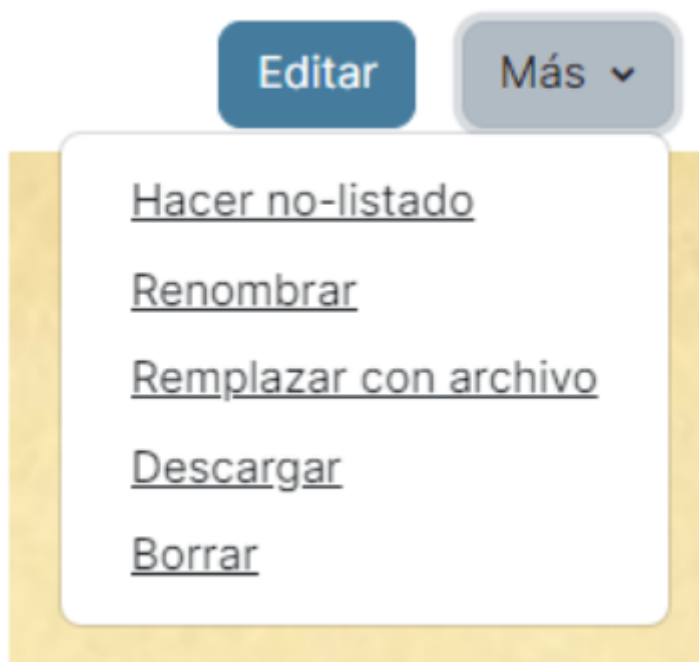 Editar
Más
Hacer no-listado
Renombrar
Remplazar con archivo
Descargar
Borrar